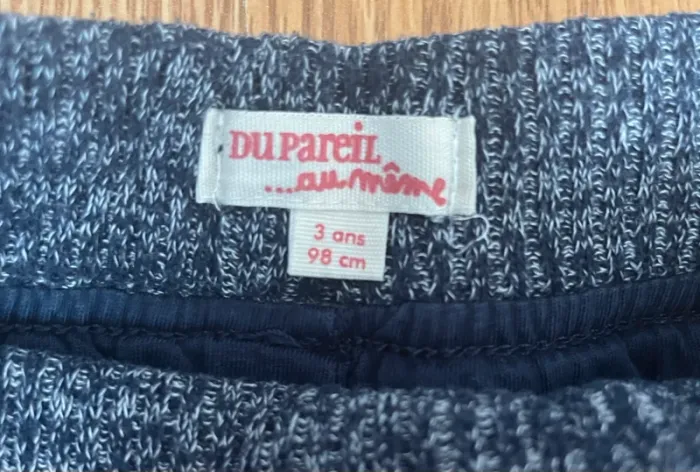 DU PAREIL
...au même
3 ans
98 cm